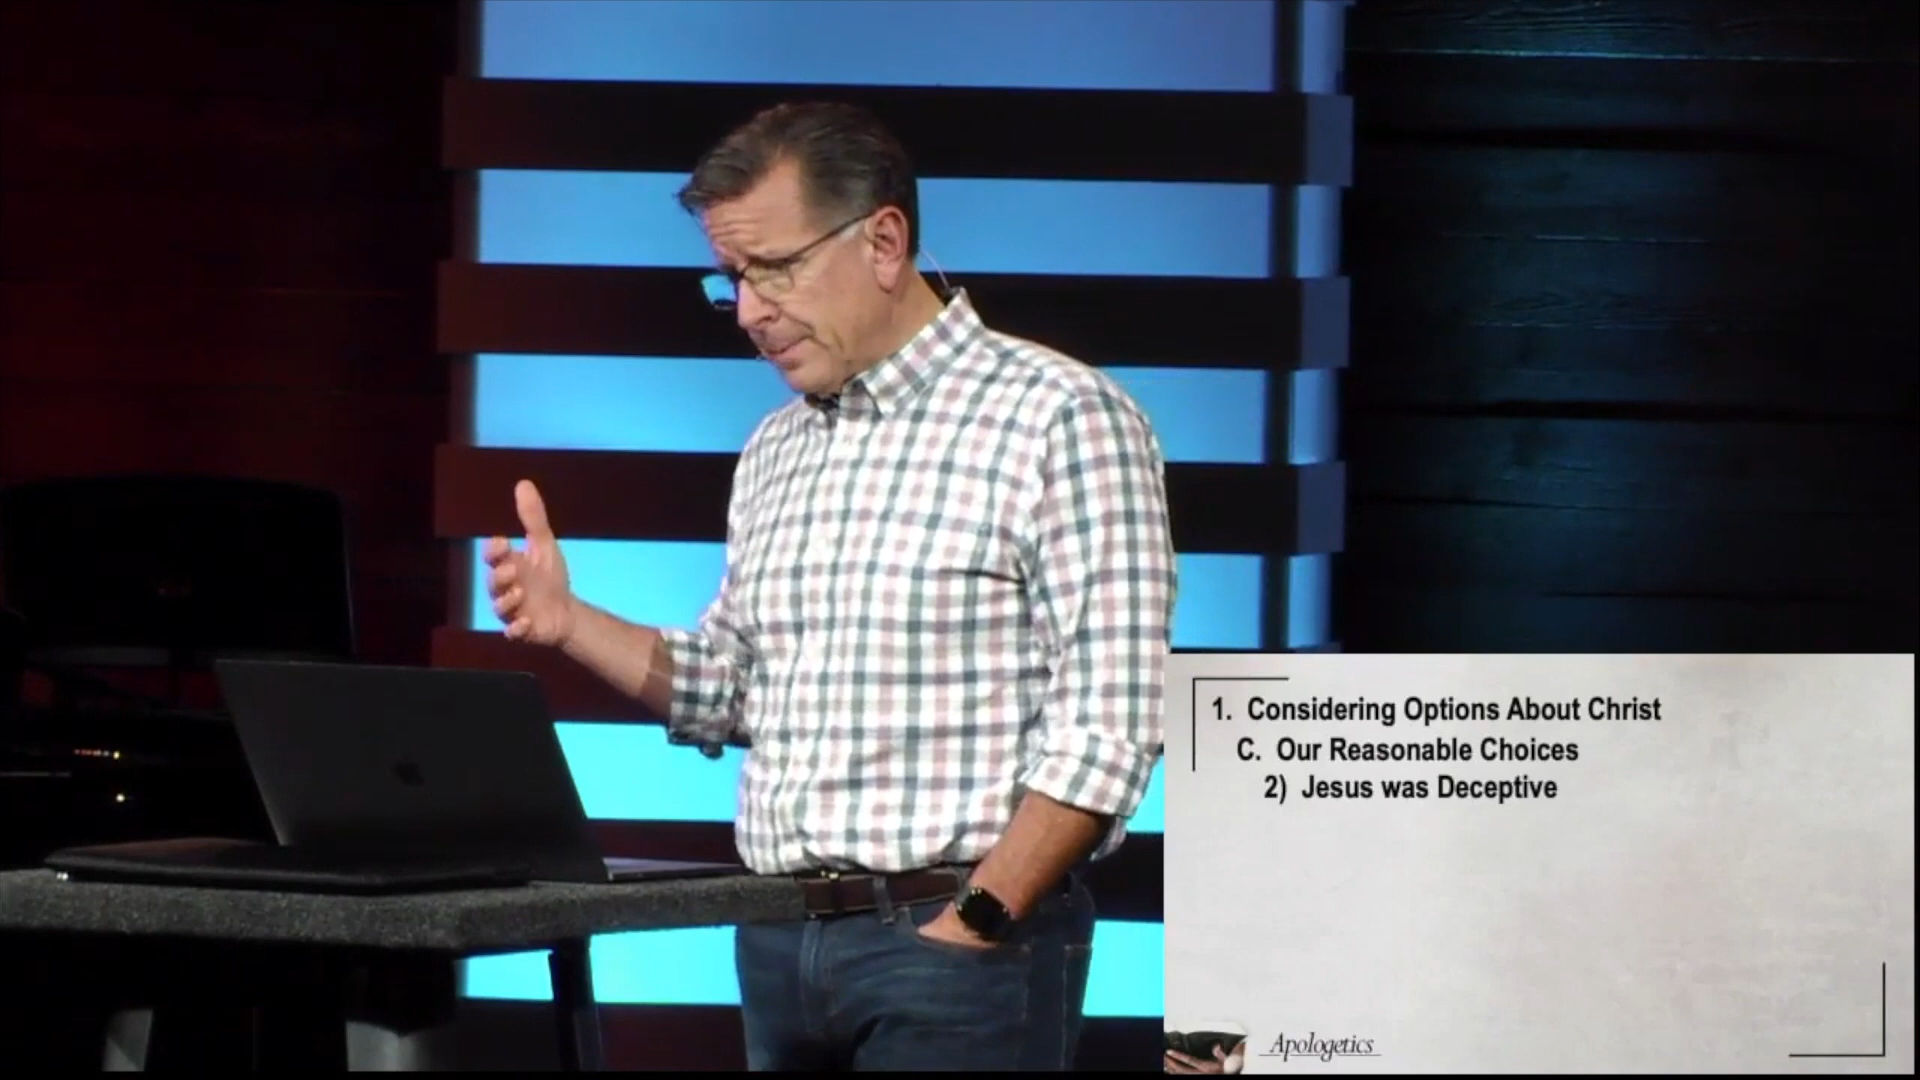 1. Considering Options About Christ
C. Our Reasonable Choices
2) Jesus was Deceptive
Apologetics